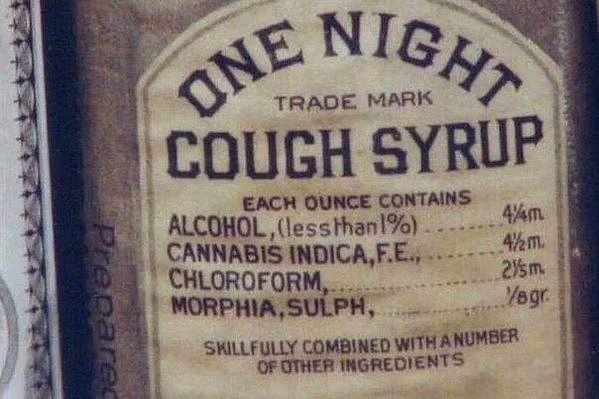 ONE NIGHT
TRADE MARK
COUGH SYRUP
EACH OUNCE CONTAINS
ALCOHOL,(less than 1%) ........ 4¼m.
CANNABIS INDICA,F.E., ........ 4½m.
CHLOROFORM, ........ 2⅕m.
MORPHIA,SULPH, ........ ⅛gr.
SKILLFULLY COMBINED WITH A NUMBER
OF OTHER INGREDIENTS
Prepared